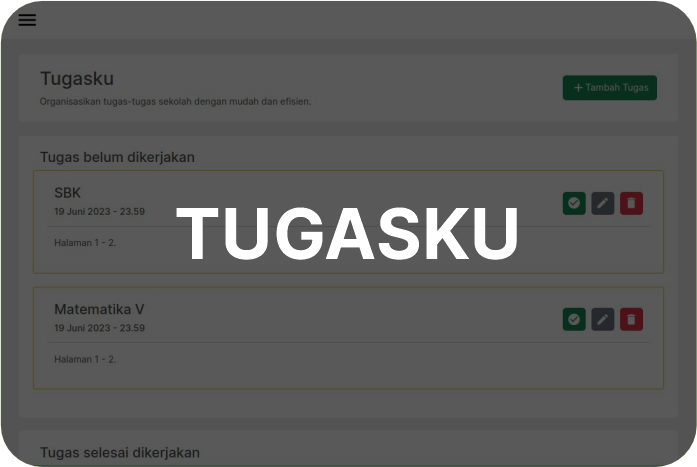 Tugasku
Organisasikan tugas-tugas sekolah dengan mudah dan efisien.
+ Tambah Tugas
Tugas belum dikerjakan
SBK
19 Juni 2023 - 23.59
Halaman 1 - 2.
TUGASKU
Matematika V
19 Juni 2023 - 23.59
Halaman 1 - 2.
Tugas selesai dikerjakan